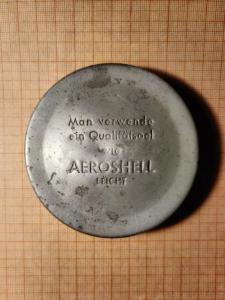 Man verwende
ein Qualitätsoel
wie
AEROSHELL
LEICHT